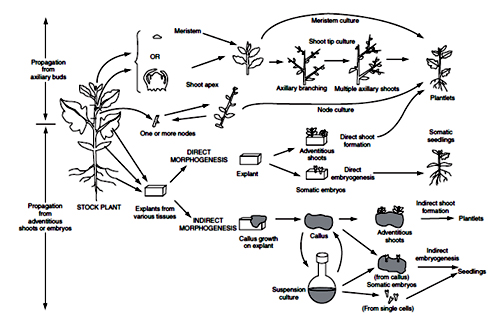 Meristem
Meristem culture
Propagation
from
axiliary buds
OR
Shoot tip culture
Shoot apex
Axillary branching
Multiple axillary shoots
Plantlets
Node culture
One or more nodes
DIRECT
MORPHOGENESIS
Explant
Adventitious
shoots
Direct shoot
formation
Somatic
seedlings
Direct
embryogenesis
Somatic embryos
STOCK PLANT
Explants from
various tissues
Propagation
from
adventitious
shoots or embryos
INDIRECT
MORPHOGENESIS
Callus growth
on explant
Callus
Adventitious
shoots
Indirect shoot
formation
Plantlets
Suspension
culture
(from callus)
Somatic embryos
Indirect
embryogenesis
Seedlings
(From single cells)